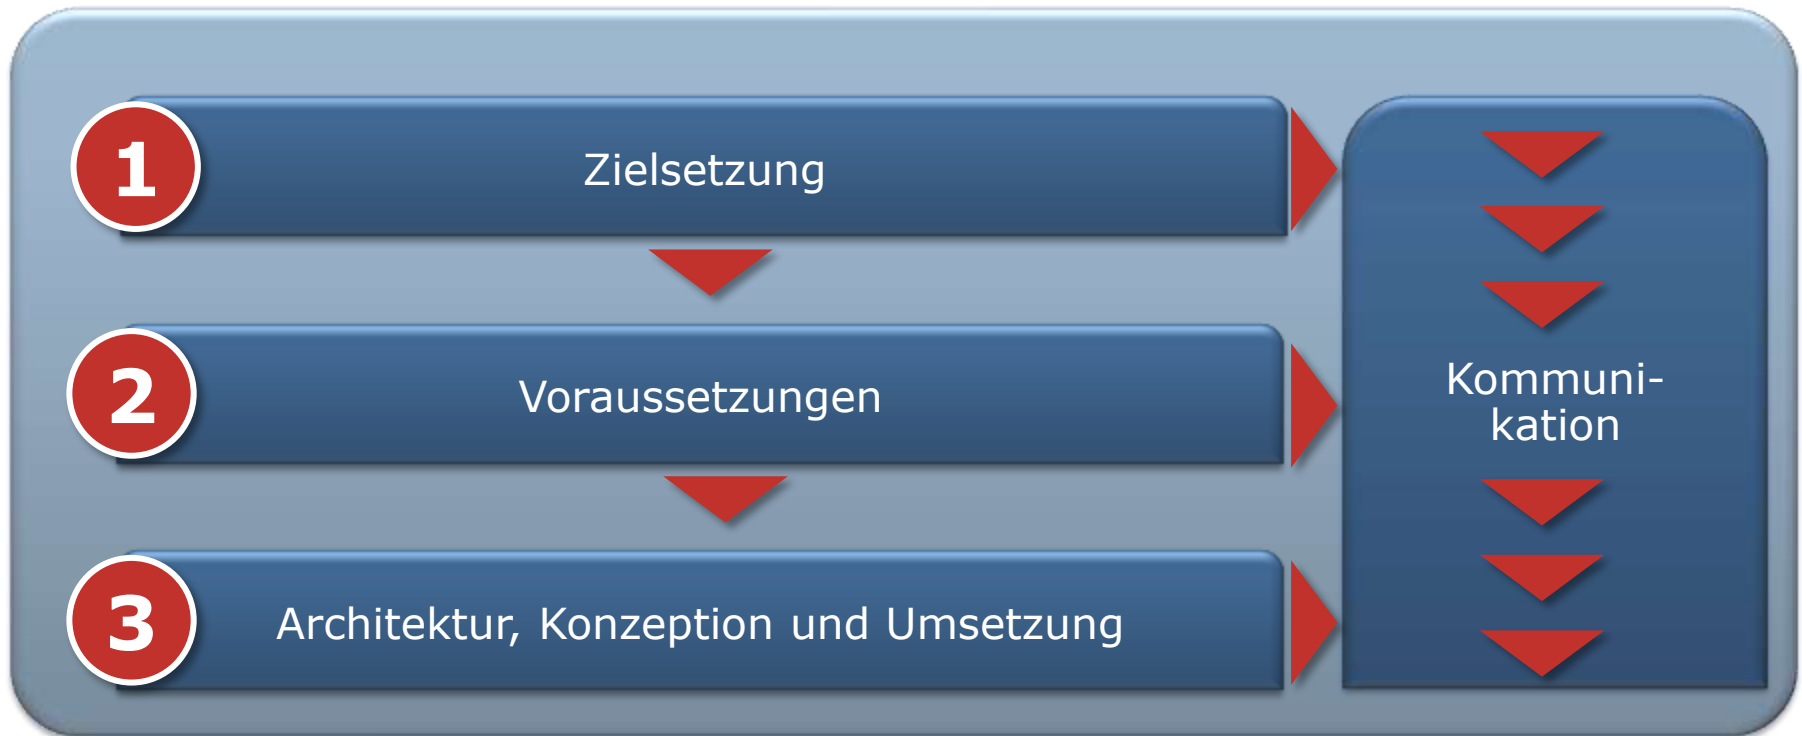 1
Zielsetzung
2
Voraussetzungen
3
Architektur, Konzeption und Umsetzung
Kommuni-
kation